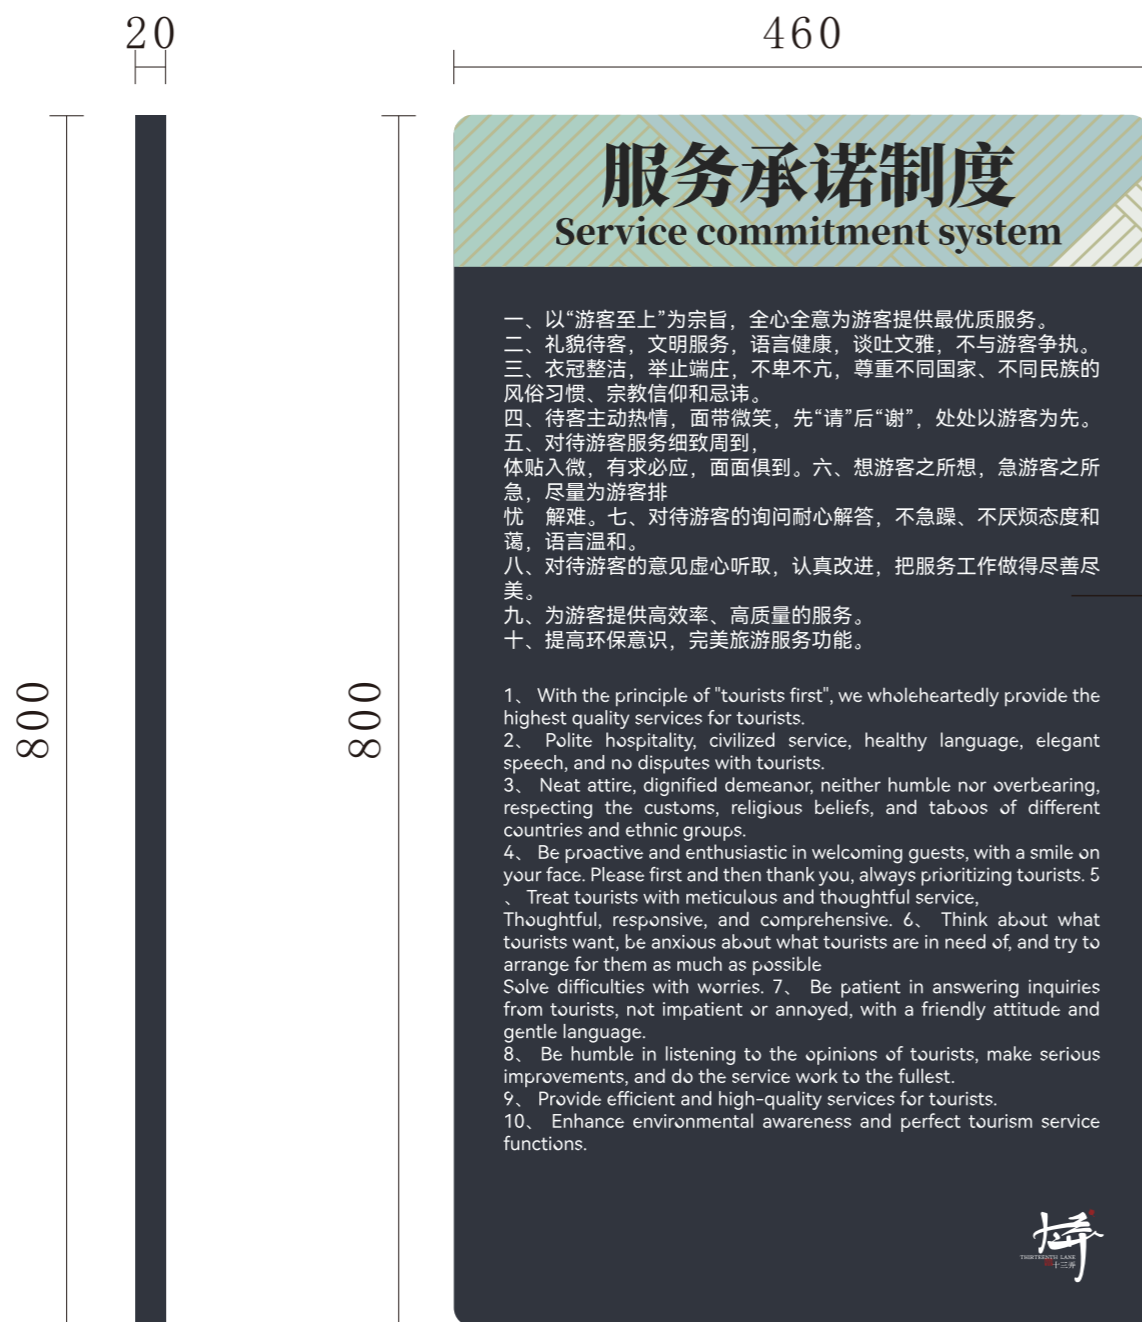 20
460
800
800
服务承诺制度
Service commitment system
一、以“游客至上”为宗旨，全心全意为游客提供最优质服务。
二、礼貌待客，文明服务，语言健康，谈吐文雅，不与游客争执。
三、衣冠整洁，举止端庄，不卑不亢，尊重不同国家、不同民族的
风俗习惯、宗教信仰和忌讳。
四、待客主动热情，面带微笑，先“请”后“谢”，处处以游客为先。
五、对待游客服务细致周到，
体贴入微，有求必应，面面俱到。六、想游客之所想，急游客之所
急，尽量为游客排
忧　解难。七、对待游客的询问耐心解答，不急躁、不厌烦态度和
蔼，语言温和。
八、对待游客的意见虚心听取，认真改进，把服务工作做得尽善尽
美。
九、为游客提供高效率、高质量的服务。
十、提高环保意识，完美旅游服务功能。
1、 With the principle of "tourists first", we wholeheartedly provide the
highest quality services for tourists.
2、 Polite hospitality, civilized service, healthy language, elegant
speech, and no disputes with tourists.
3、 Neat attire, dignified demeanor, neither humble nor overbearing,
respecting the customs, religious beliefs, and taboos of different
countries and ethnic groups.
4、 Be proactive and enthusiastic in welcoming guests, with a smile on
your face. Please first and then thank you, always prioritizing tourists. 5
、 Treat tourists with meticulous and thoughtful service,
Thoughtful, responsive, and comprehensive. 6、 Think about what
tourists want, be anxious about what tourists are in need of, and try to
arrange for them as much as possible
Solve difficulties with worries. 7、 Be patient in answering inquiries
from tourists, not impatient or annoyed, with a friendly attitude and
gentle language.
8、 Be humble in listening to the opinions of tourists, make serious
improvements, and do the service work to the fullest.
9、 Provide efficient and high-quality services for tourists.
10、 Enhance environmental awareness and perfect tourism service
functions.
THIRTEENTH LANE
十三弄